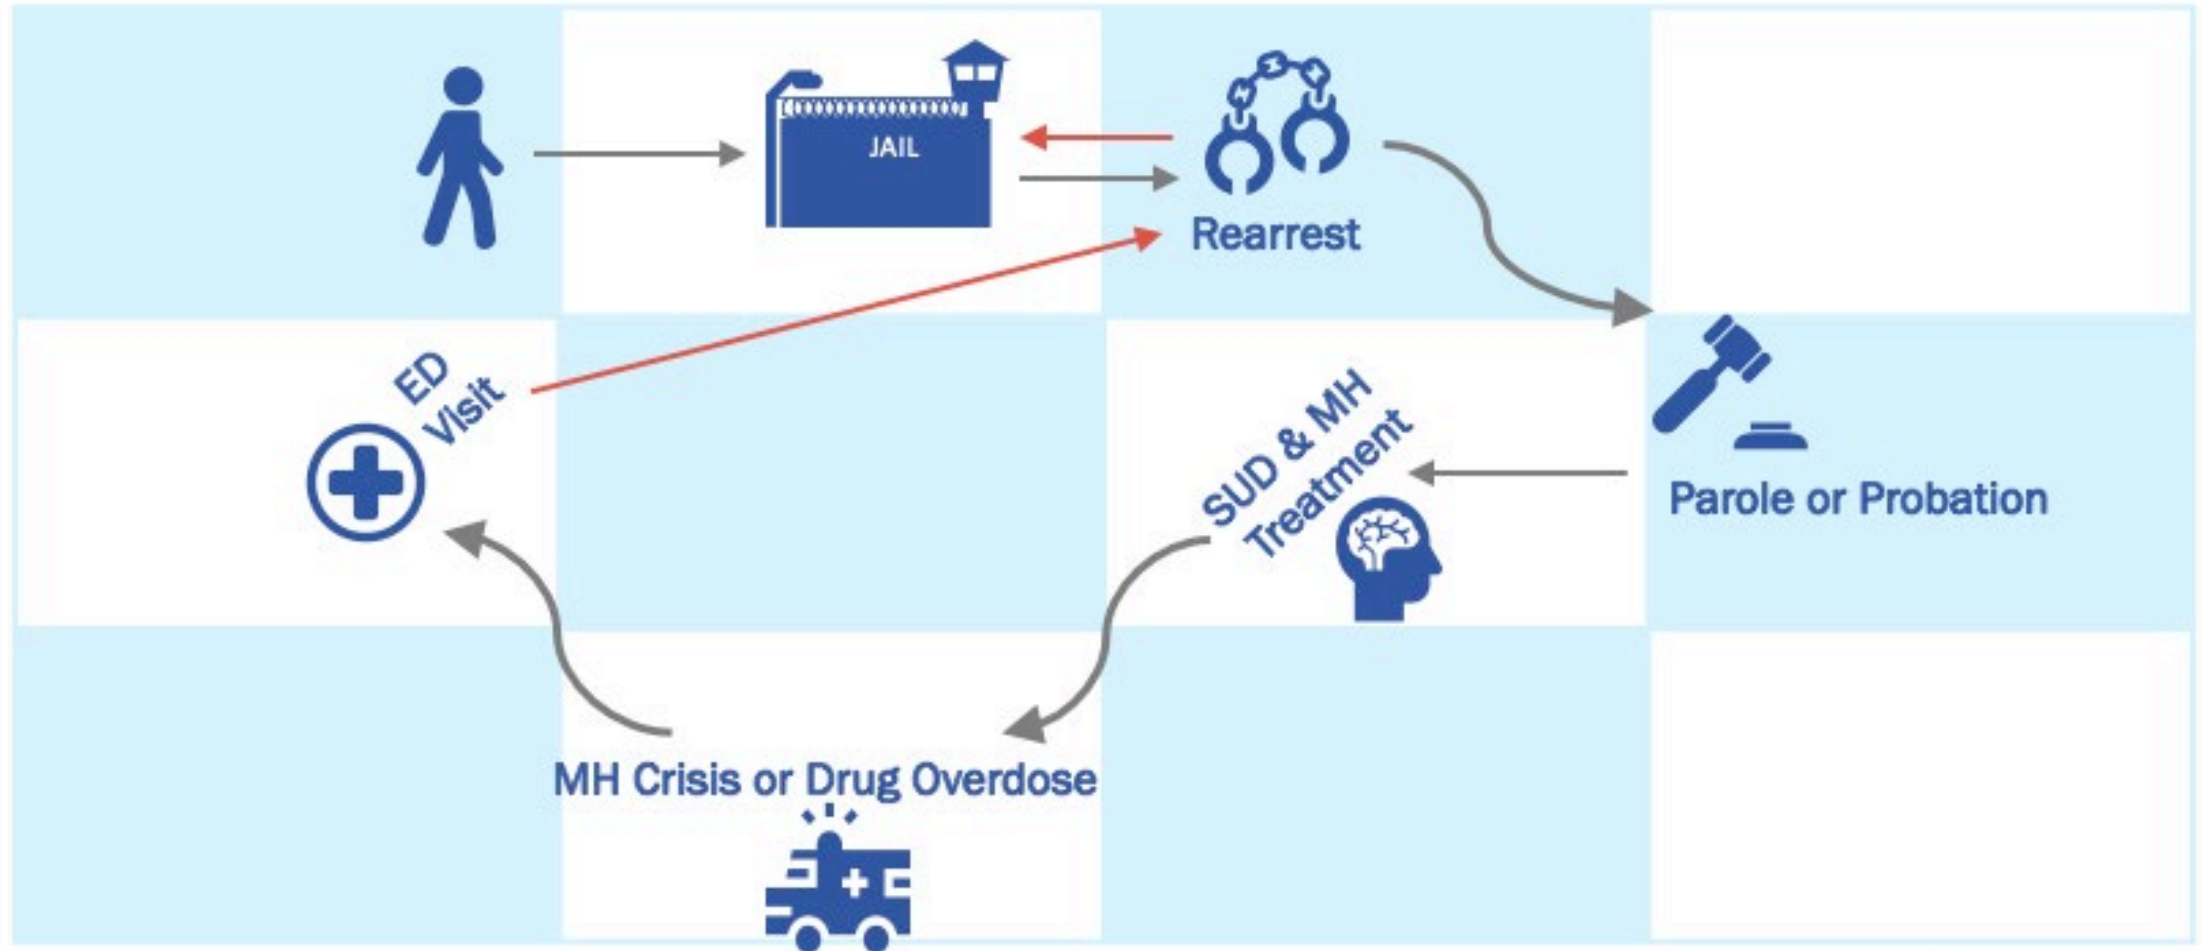 JAIL
Rearrest
ED
Visit
SUD & MH
Treatment
Parole or Probation
MH Crisis or Drug Overdose